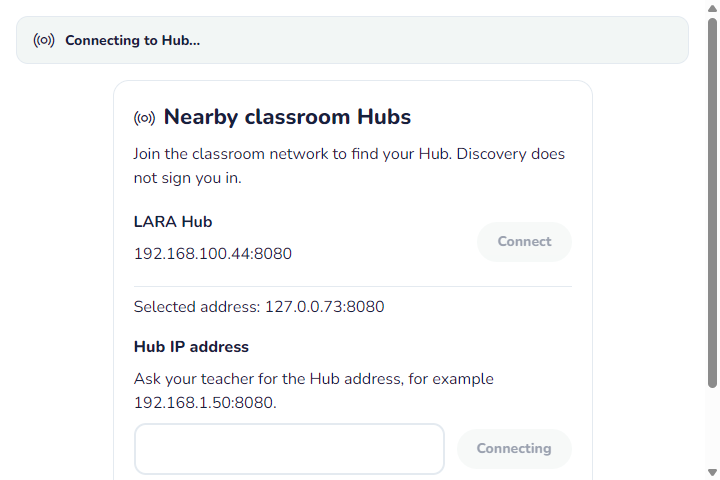 Connecting to Hub...
Nearby classroom Hubs
Join the classroom network to find your Hub. Discovery does
not sign you in.
LARA Hub
192.168.100.44:8080
Connect
Selected address: 127.0.0.73:8080
Hub IP address
Ask your teacher for the Hub address, for example
192.168.1.50:8080.
Connecting